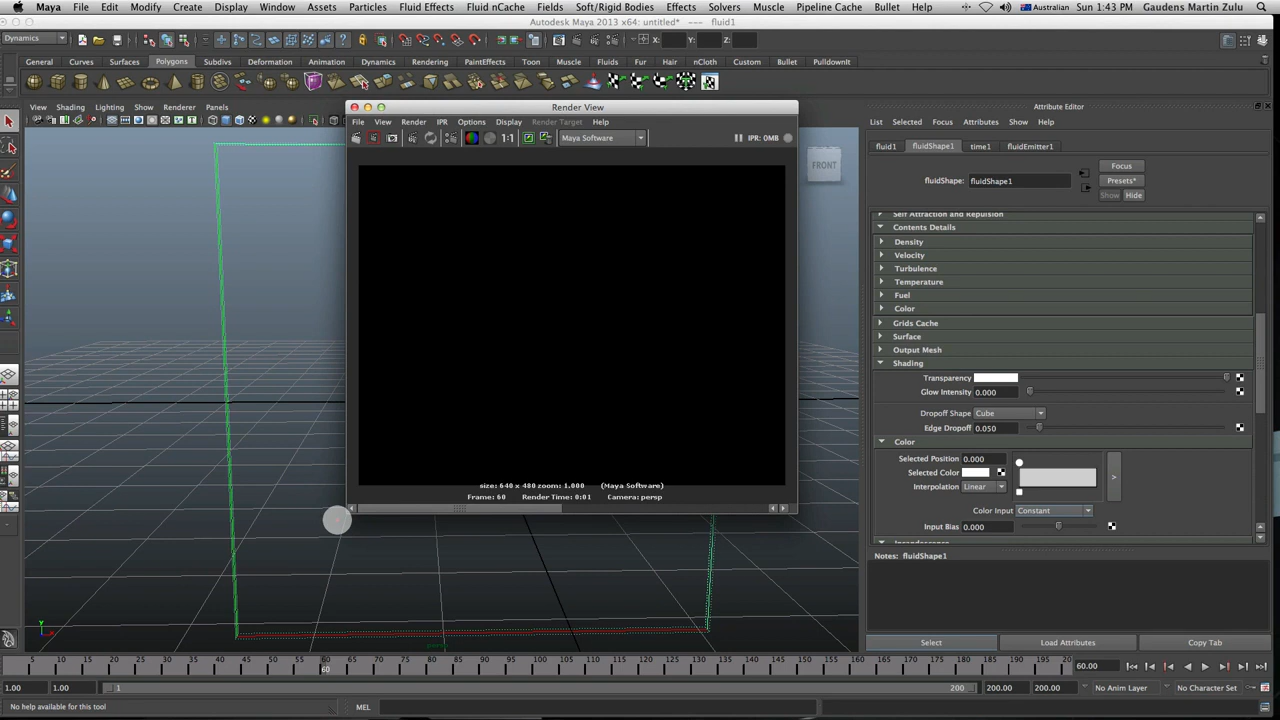 Maya File Edit Modify Create Display Window Assets Particles Fluid Effects Fluid nCache Fields Soft/Rigid Bodies Effects Solvers Muscle Pipeline Cache Bullet Help Australian Sun 1:43 PM Gaudens Martin Zulu
Autodesk Maya 2013 x64: untitled* --- fluid1
Dynamics X: Y: Z:
General Curves Surfaces Polygons Subdivs Deformation Animation Dynamics Rendering PaintEffects Toon Muscle Fluids Fur Hair nCloth Custom Bullet PulldownIt
View Shading Lighting Show Renderer Panels
Render View
File View Render IPR Options Display Render Target Help
1:1 Maya Software IPR: 0MB
size: 640 x 480 zoom: 1.000 (Maya Software)
Frame: 60 Render Time: 0:01 Camera: persp
FRONT
persp
Y
X
Attribute Editor
List Selected Focus Attributes Show Help
fluid1 fluidShape1 time1 fluidEmitter1
Focus
fluidShape: fluidShape1 Presets*
Show Hide
Self Attraction and Repulsion
Contents Details
Density
Velocity
Turbulence
Temperature
Fuel
Color
Grids Cache
Surface
Output Mesh
Shading
Transparency
Glow Intensity 0.000
Dropoff Shape Cube
Edge Dropoff 0.050
Color
Selected Position 0.000
Selected Color >
Interpolation Linear
Color Input Constant
Input Bias 0.000
Incandescence
Notes: fluidShape1
Select Load Attributes Copy Tab
5 10 15 20 25 30 35 40 45 50 55 60 65 70 75 80 85 90 95 100 105 110 115 120 125 130 135 140 145 150 155 160 165 170 175 180 185 190 195 20 60.00
60
1.00 1.00 1 200 200.00 200.00 No Anim Layer No Character Set
No help available for this tool MEL